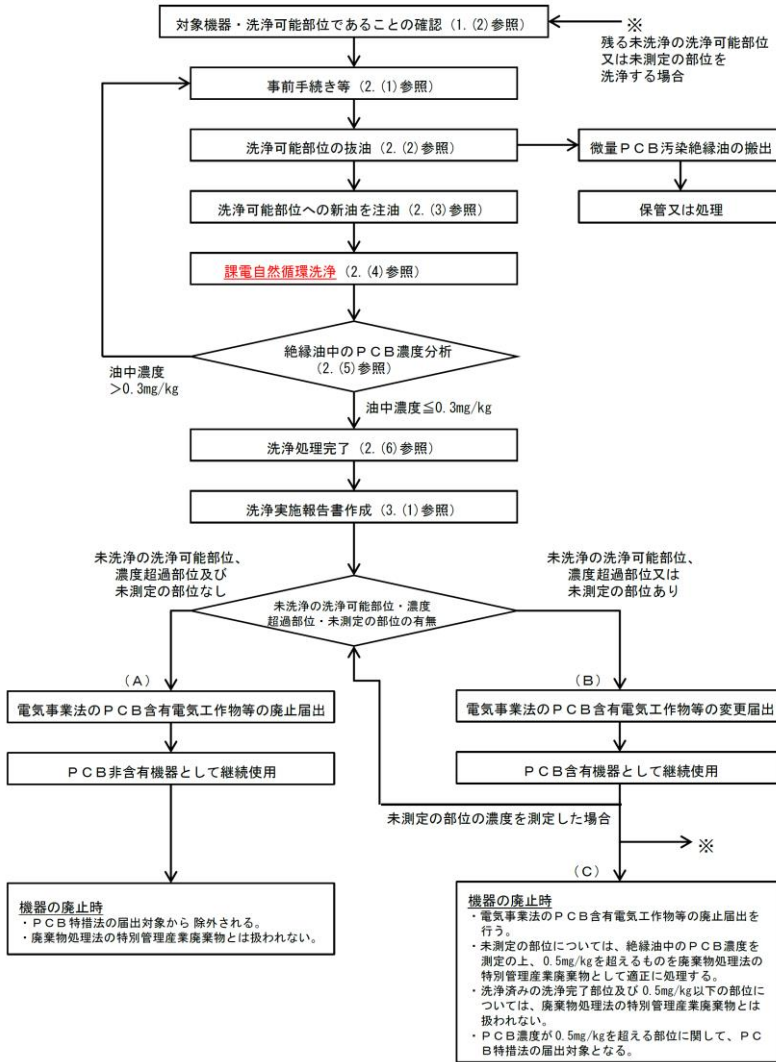 対象機器・洗浄可能部位であることの確認（1.(2)参照）
※
残る未洗浄の洗浄可能部位
又は未測定の部位を
洗浄する場合
事前手続き等（2.(1)参照）
洗浄可能部位の抜油（2.(2)参照）
微量ＰＣＢ汚染絶縁油の搬出
洗浄可能部位への新油を注油（2.(3)参照）
保管又は処理
課電自然循環洗浄（2.(4)参照）
絶縁油中のＰＣＢ濃度分析
（2.(5)参照）
油中濃度
＞0.3mg/kg
油中濃度≦0.3mg/kg
洗浄処理完了（2.(6)参照）
洗浄実施報告書作成（3.(1)参照）
未洗浄の洗浄可能部位、
濃度超過部位及び
未測定の部位なし
未洗浄の洗浄可能部位、
濃度超過部位又は
未測定の部位あり
未洗浄の洗浄可能部位・濃度
超過部位・未測定の部位の有無
（Ａ）
（Ｂ）
電気事業法のＰＣＢ含有電気工作物等の廃止届出
電気事業法のＰＣＢ含有電気工作物等の変更届出
ＰＣＢ非含有機器として継続使用
ＰＣＢ含有機器として継続使用
未測定の部位の濃度を測定した場合
※
（Ｃ）
機器の廃止時
・ＰＣＢ特措法の届出対象から除外される。
・廃棄物処理法の特別管理産業廃棄物とは扱われない。
機器の廃止時
・電気事業法のＰＣＢ含有電気工作物等の廃止届出を
行う。
・未測定の部位については、絶縁油中のＰＣＢ濃度を
測定の上、0.5mg/kgを超えるものを廃棄物処理法の
特別管理産業廃棄物として適正に処理する。
・洗浄済みの洗浄完了部位及び0.5mg/kg以下の部位に
ついては、廃棄物処理法の特別管理産業廃棄物とは
扱われない。
・ＰＣＢ濃度が0.5mg/kgを超える部位に関して、ＰＣ
Ｂ特措法の届出対象となる。